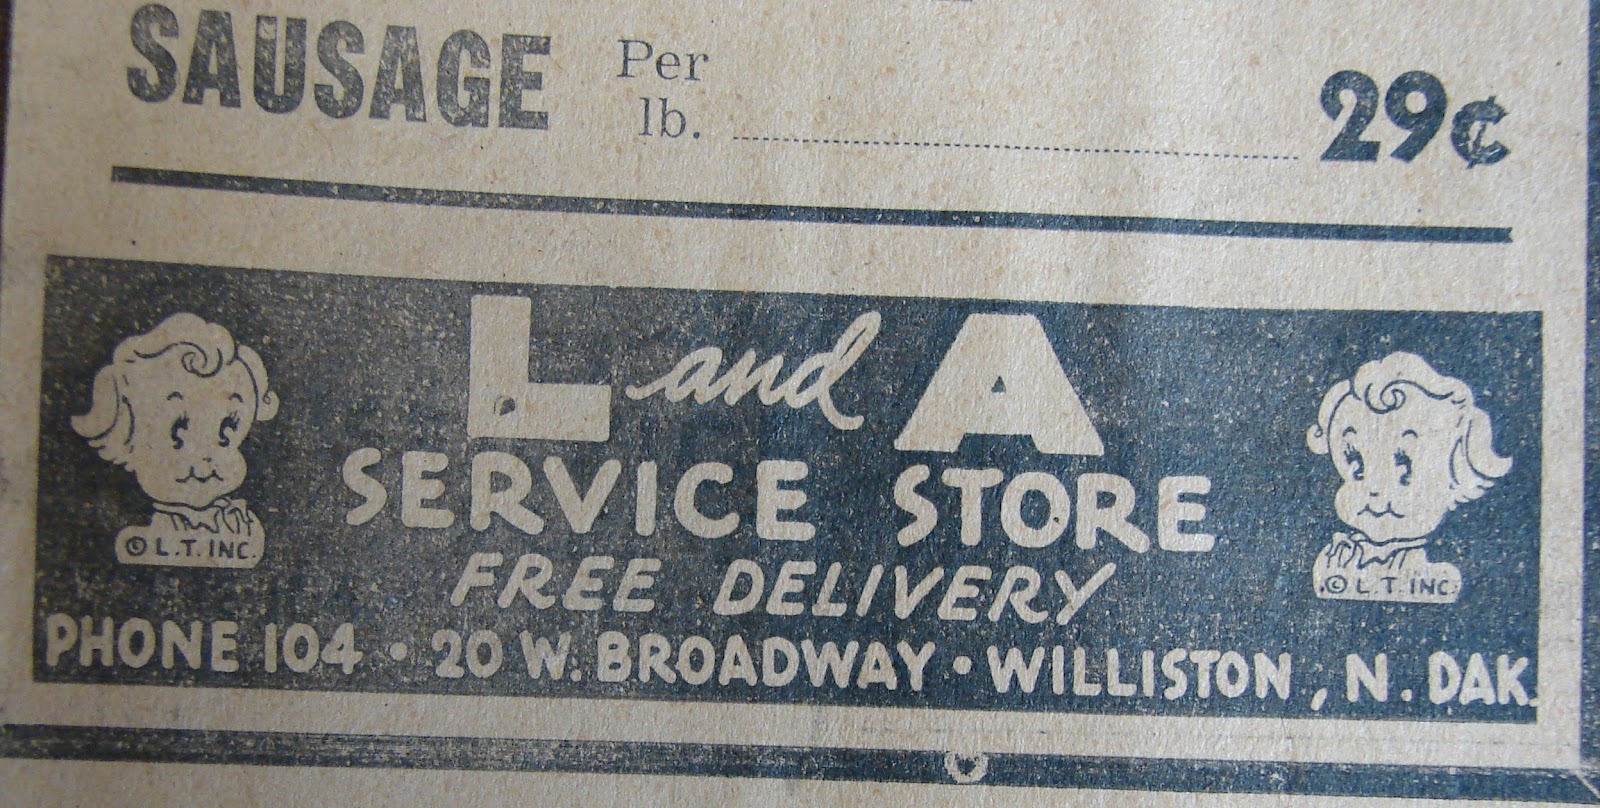 SAUSAGE Per lb. 29¢
L and A
SERVICE STORE
FREE DELIVERY
© L.T. INC.
© L.T. INC.
PHONE 104 • 20 W. BROADWAY • WILLISTON, N. DAK.